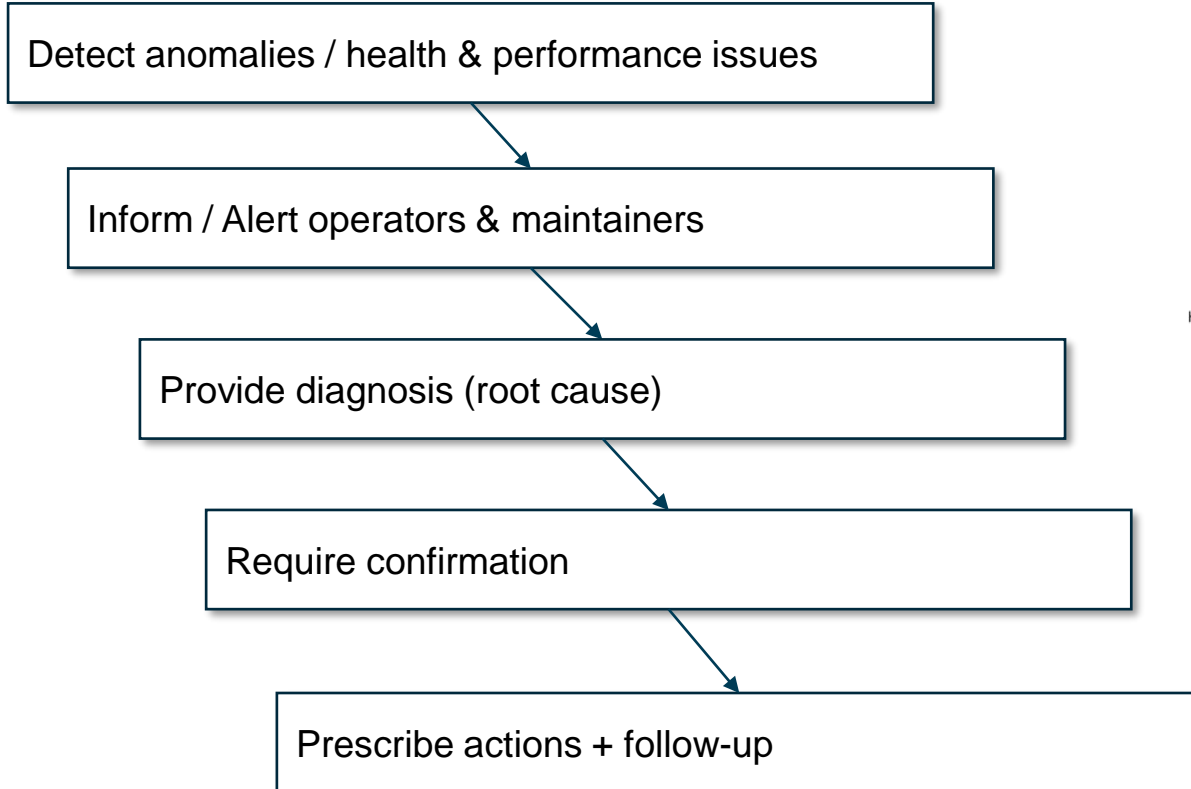 Detect anomalies / health & performance issues
Inform / Alert operators & maintainers
Provide diagnosis (root cause)
Require confirmation
Prescribe actions + follow-up